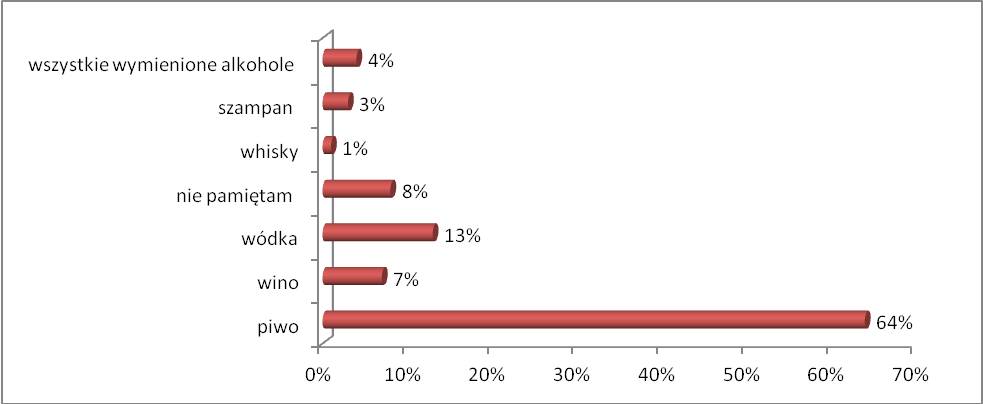 wszystkie wymienione alkohole 4%
szampan 3%
whisky 1%
nie pamiętam 8%
wódka 13%
wino 7%
piwo 64%
0% 10% 20% 30% 40% 50% 60% 70%